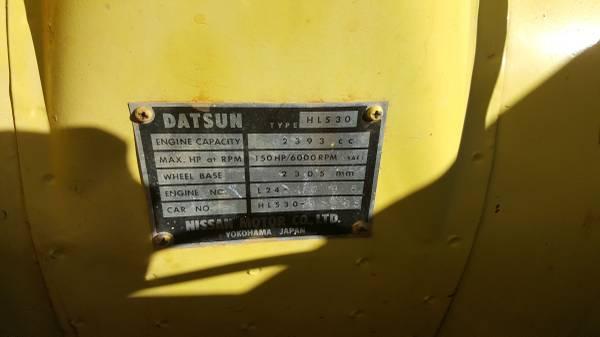 DATSUN TYPE HLS30
ENGINE CAPACITY 2393 cc
MAX. HP at RPM 150HP/6000RPM SAE
WHEEL BASE 2305 mm
ENGINE NO. L24-
CAR NO. HLS30-
NISSAN MOTOR CO., LTD.
YOKOHAMA JAPAN